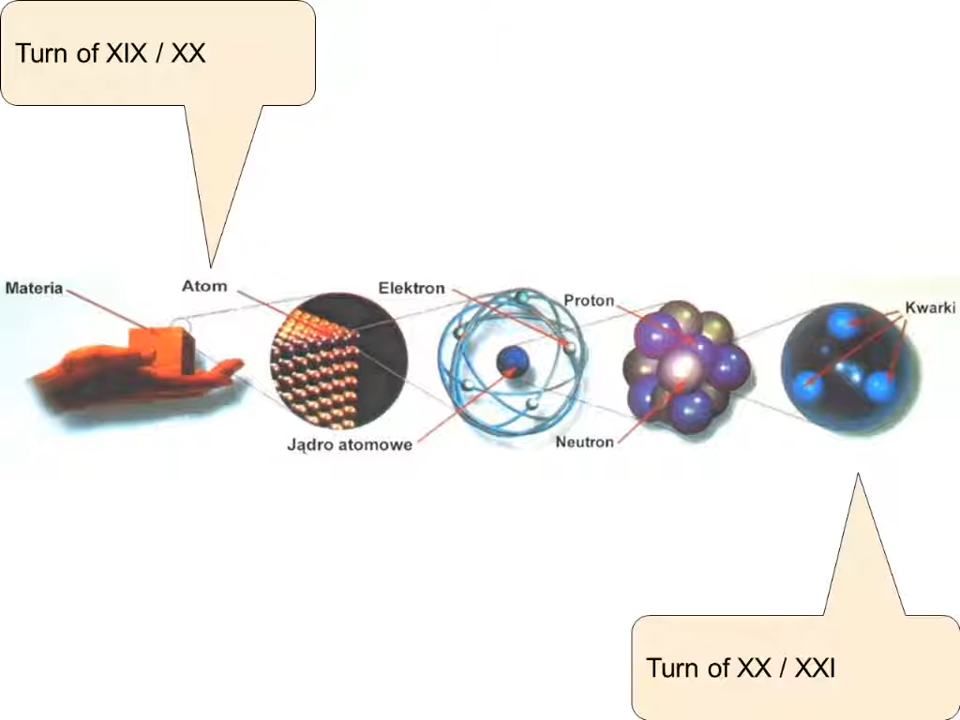 Turn of XIX / XX
Materia
Atom
Elektron
Proton
Kwarki
Jądro atomowe
Neutron
Turn of XX / XXI